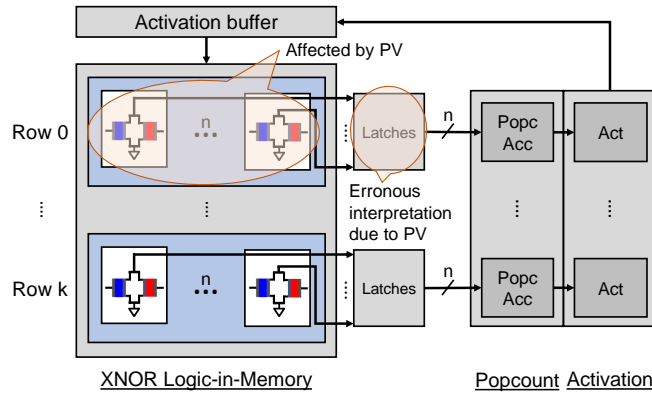 Activation buffer
Affected by PV
Row 0
n
Latches
n
Popc
Acc
Act
Erronous
interpretation
due to PV
Row k
n
Latches
n
Popc
Acc
Act
XNOR Logic-in-Memory
Popcount
Activation